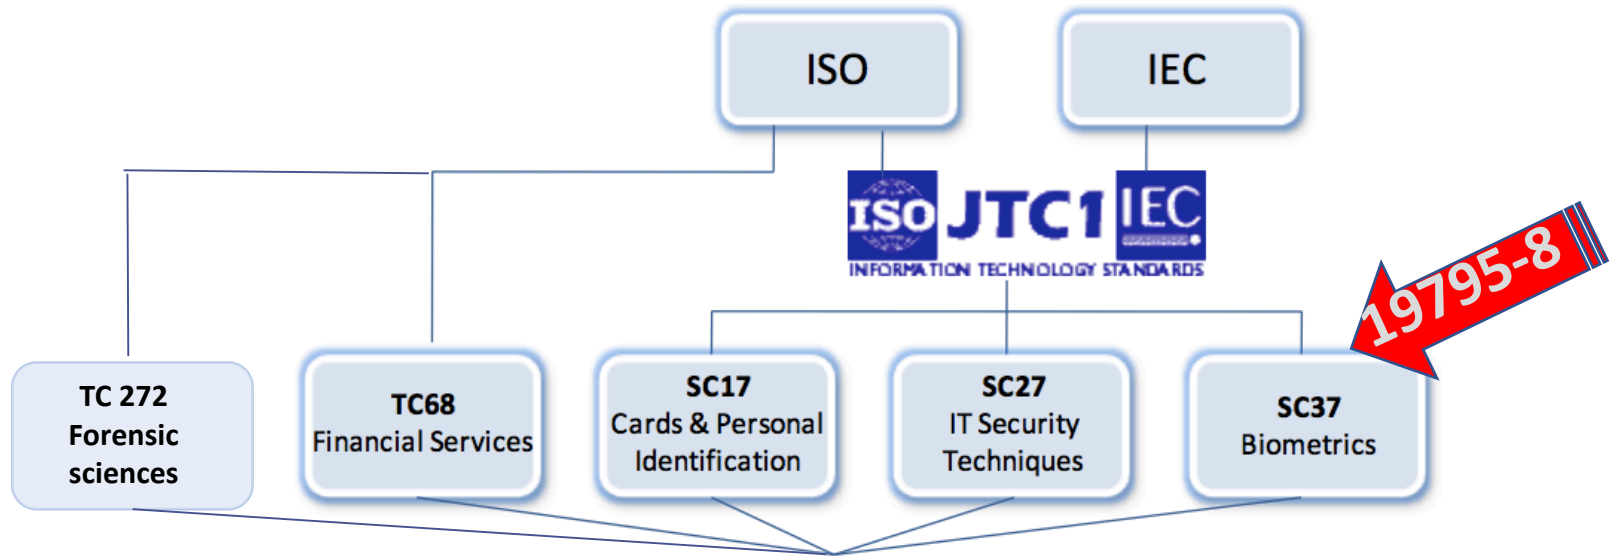 ISO
IEC
ISO JTC1 IEC
INFORMATION TECHNOLOGY STANDARDS
19795-8
TC 272
Forensic
sciences
TC68
Financial Services
SC17
Cards & Personal
Identification
SC27
IT Security
Techniques
SC37
Biometrics